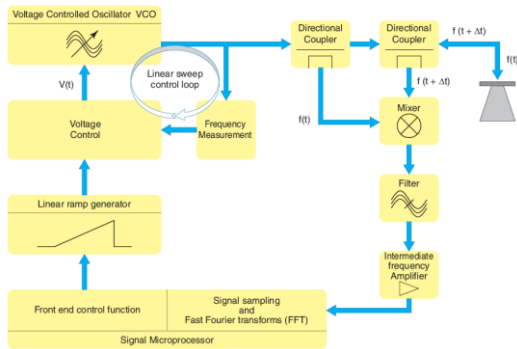 Voltage Controlled Oscillator VCO
Directional
Coupler
Directional
Coupler
f (t + Δt)
f(t)
V(t)
Linear sweep
control loop
f (t + Δt)
Voltage
Control
Frequency
Measurement
f(t)
Mixer
Filter
Linear ramp generator
Intermediate
frequency
Amplifier
Front end control function
Signal sampling
and
Fast Fourier transforms (FFT)
Signal Microprocessor